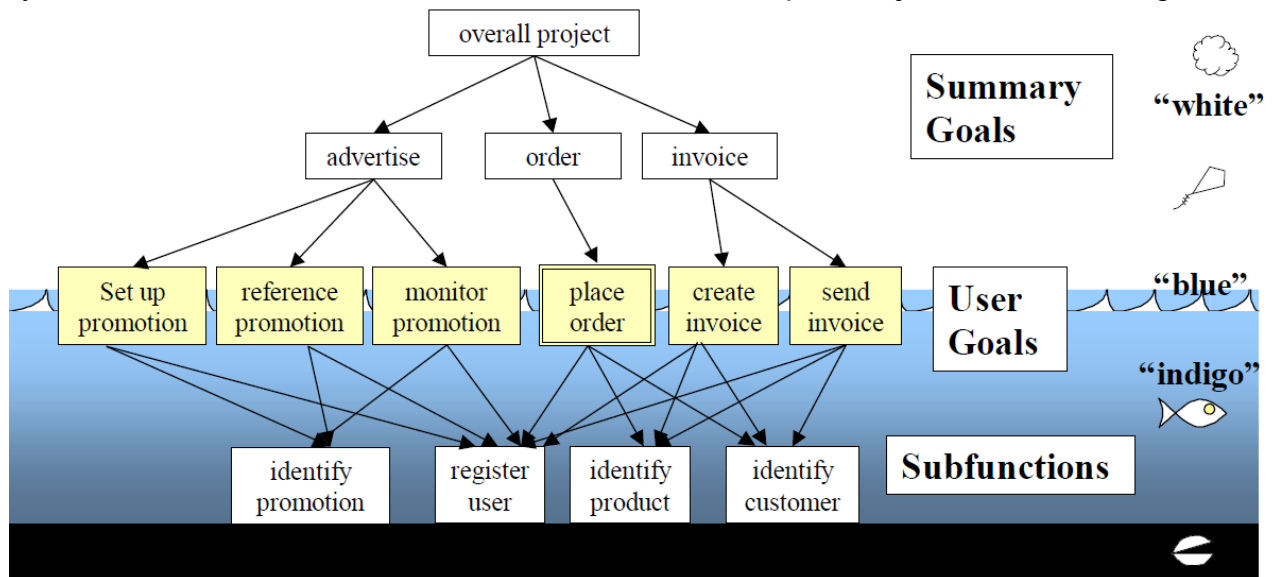 overall project
Summary
Goals
“white”
advertise
order
invoice
Set up
promotion
reference
promotion
monitor
promotion
place
order
create
invoice
send
invoice
User
Goals
“blue”
“indigo”
identify
promotion
register
user
identify
product
identify
customer
Subfunctions